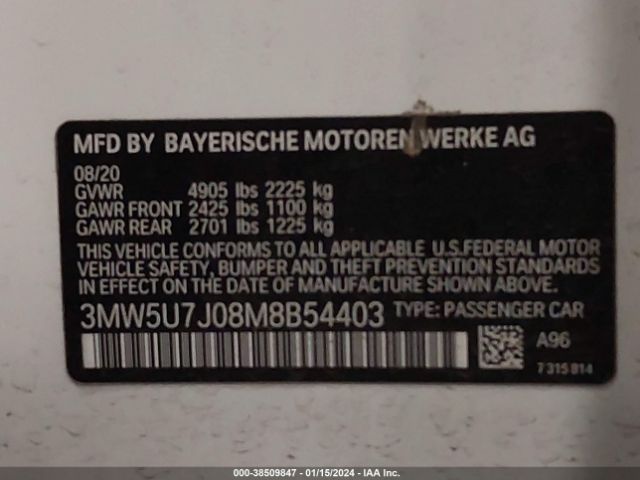 MFD BY BAYERISCHE MOTOREN WERKE AG
08/20
GVWR 4905 lbs 2225 kg
GAWR FRONT 2425 lbs 1100 kg
GAWR REAR 2701 lbs 1225 kg
THIS VEHICLE CONFORMS TO ALL APPLICABLE U.S.FEDERAL MOTOR
VEHICLE SAFETY, BUMPER AND THEFT PREVENTION STANDARDS
IN EFFECT ON THE DATE OF MANUFACTURE SHOWN ABOVE.
3MW5U7J08M8B54403 TYPE: PASSENGER CAR
A96
7315814
000-38509847 - 01/15/2024 - IAA Inc.